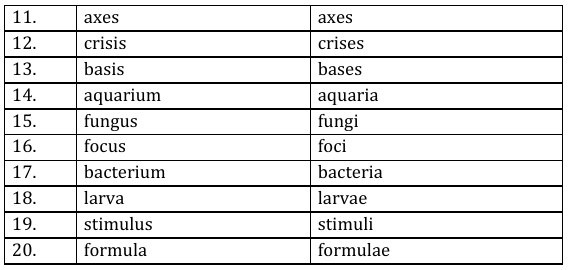 11. axes axes
12. crisis crises
13. basis bases
14. aquarium aquaria
15. fungus fungi
16. focus foci
17. bacterium bacteria
18. larva larvae
19. stimulus stimuli
20. formula formulae